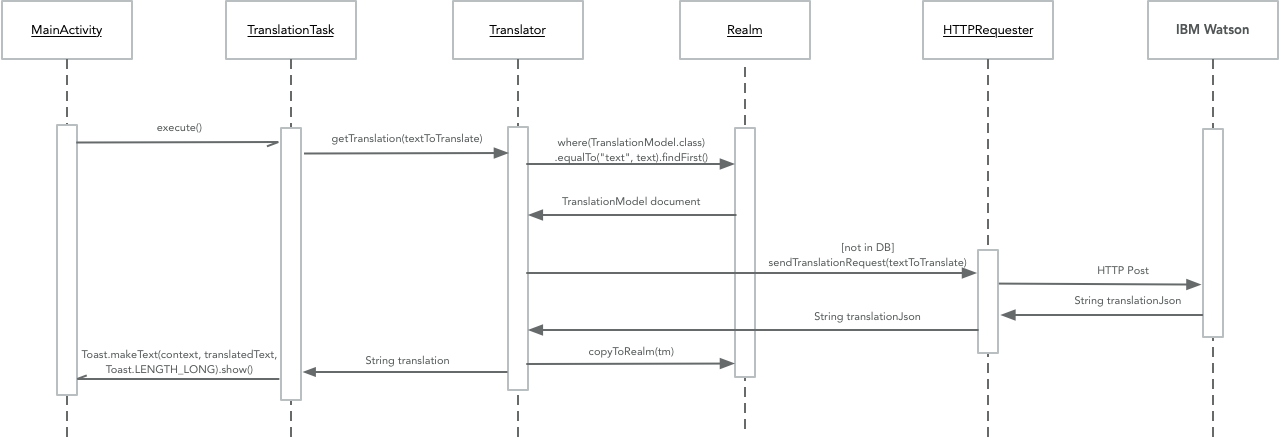 MainActivity
TranslationTask
Translator
Realm
HTTPRequester
IBM Watson
execute()
getTranslation(textToTranslate)
where(TranslationModel.class)
.equalTo("text", text).findFirst()
TranslationModel document
[not in DB]
sendTranslationRequest(textToTranslate)
HTTP Post
String translationJson
String translationJson
copyToRealm(tm)
String translation
Toast.makeText(context, translatedText,
Toast.LENGTH_LONG).show()